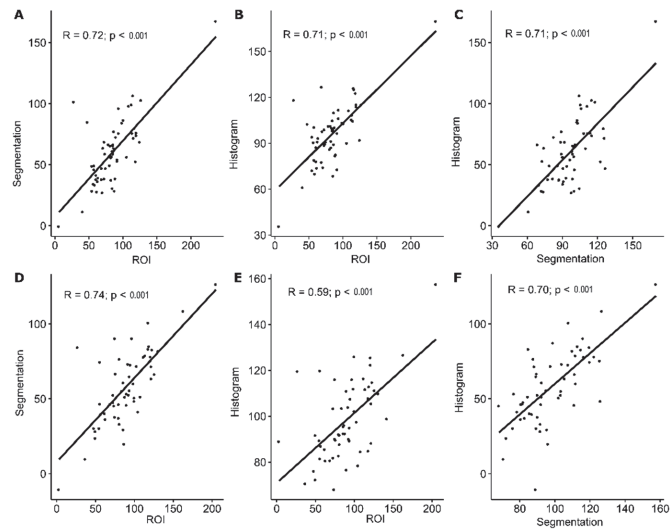 A
R = 0.72; p < 0.001
Segmentation
150
100
50
0
0 50 100 150 200
ROI
B
R = 0.71; p < 0.001
Histogram
150
120
90
60
30
0 50 100 150 200
ROI
C
R = 0.71; p < 0.001
Histogram
150
100
50
0
30 60 90 120 150
Segmentation
D
R = 0.74; p < 0.001
Segmentation
100
50
0
0 50 100 150 200
ROI
E
R = 0.59; p < 0.001
Histogram
160
140
120
100
80
0 50 100 150 200
ROI
F
R = 0.70; p < 0.001
Histogram
100
50
0
80 100 120 140 160
Segmentation